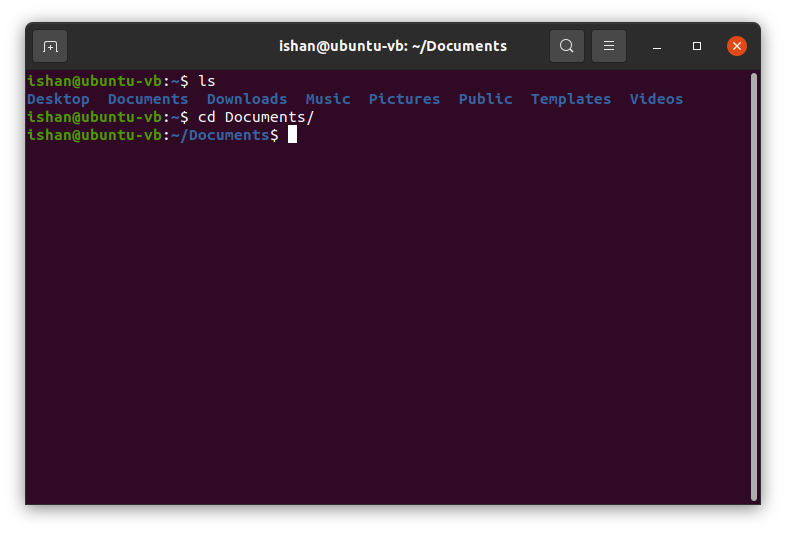 ishan@ubuntu-vb: ~/Documents
ishan@ubuntu-vb:~$ ls
Desktop  Documents  Downloads  Music  Pictures  Public  Templates  Videos
ishan@ubuntu-vb:~$ cd Documents/
ishan@ubuntu-vb:~/Documents$